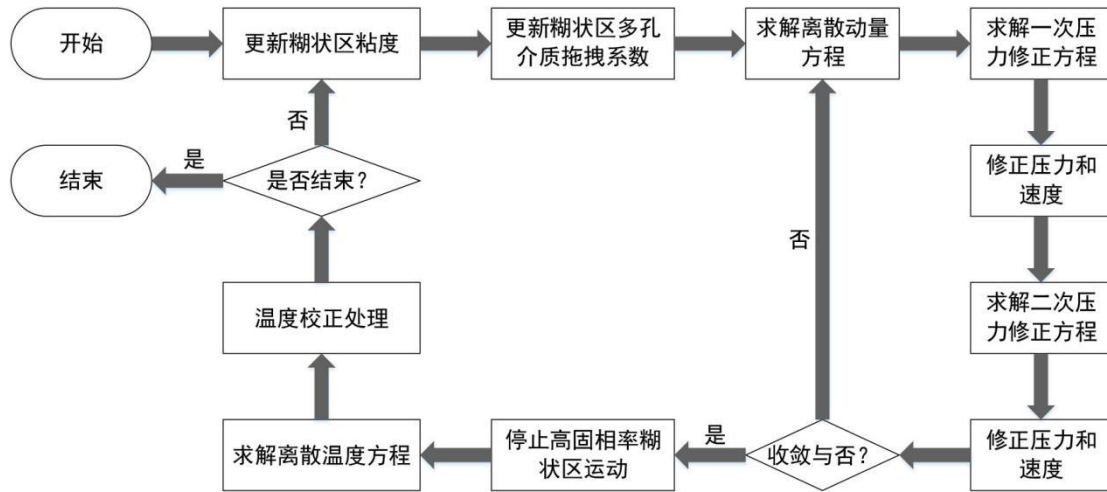 开始
更新糊状区粘度
更新糊状区多孔
介质拖拽系数
求解离散动量
方程
求解一次压
力修正方程
否
是
结束
是否结束?
修正压力和
速度
否
温度校正处理
求解二次压
力修正方程
求解离散温度方程
停止高固相率糊
状区运动
是
收敛与否?
修正压力和
速度